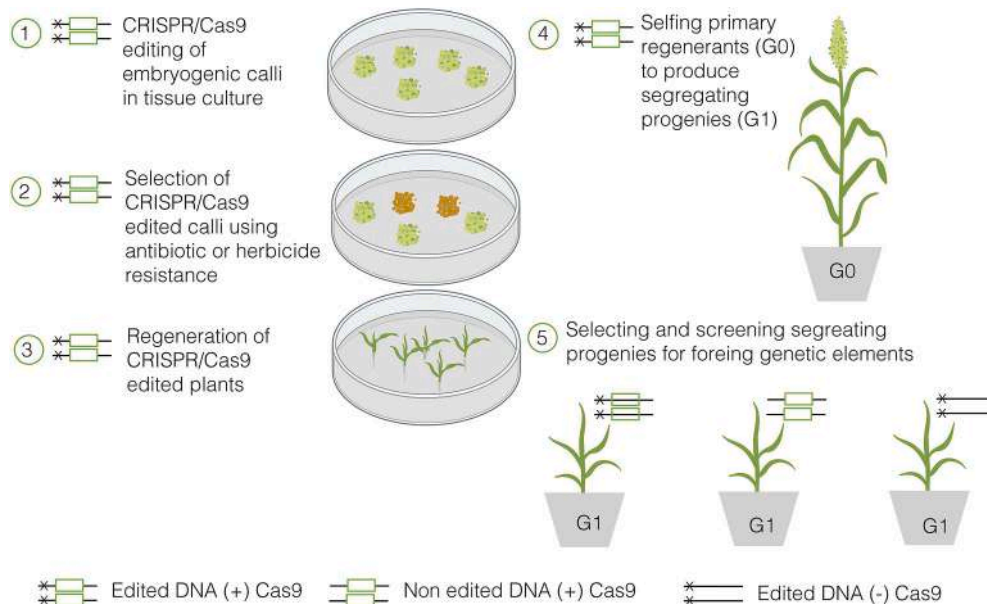 1
CRISPR/Cas9
editing of
embryogenic calli
in tissue culture
2
Selection of
CRISPR/Cas9
edited calli using
antibiotic or herbicide
resistance
3
Regeneration of
CRISPR/Cas9
edited plants
4
Selfing primary
regenerants (G0)
to produce
segregating
progenies (G1)
G0
5
Selecting and screening segreating
progenies for foreing genetic elements
G1
G1
G1
Edited DNA (+) Cas9
Non edited DNA (+) Cas9
Edited DNA (-) Cas9